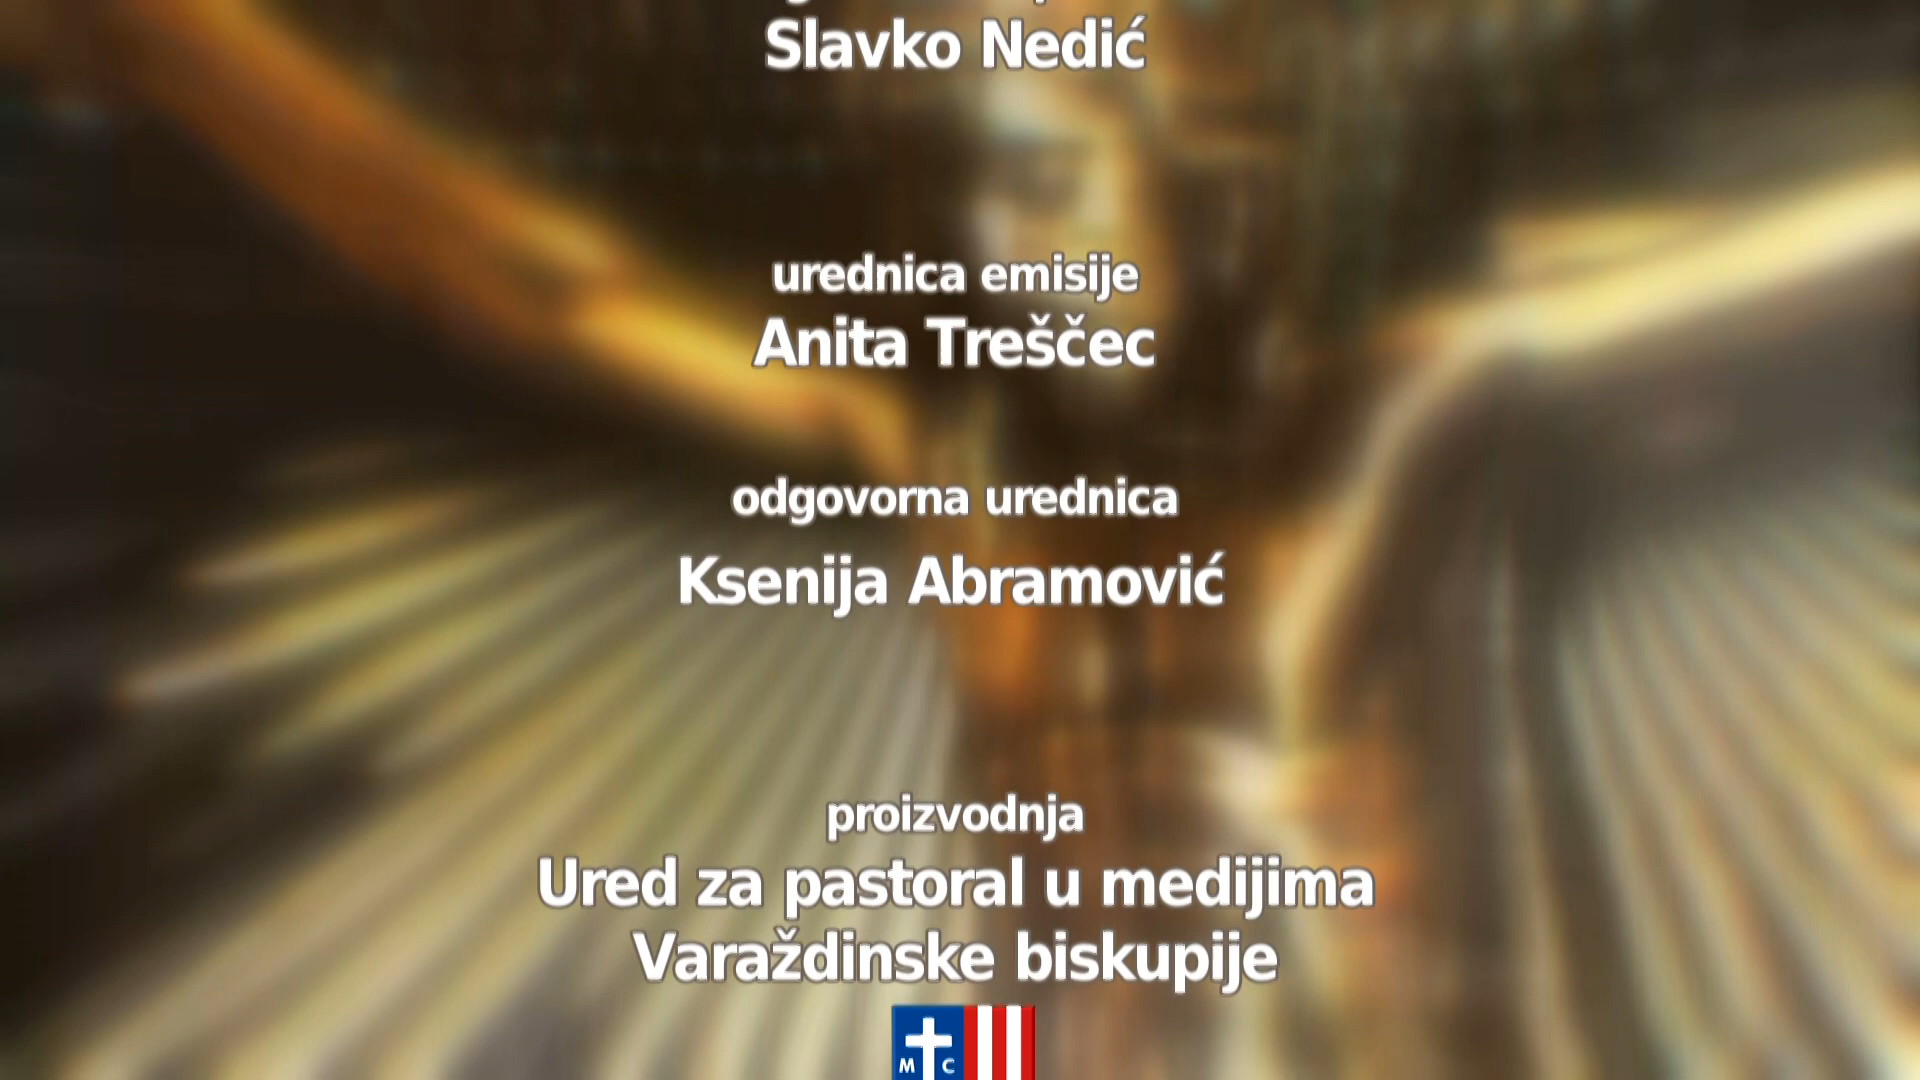 Slavko Nedić
urednica emisije
Anita Treščec
odgovorna urednica
Ksenija Abramović
proizvodnja
Ured za pastoral u medijima
Varaždinske biskupije
M C